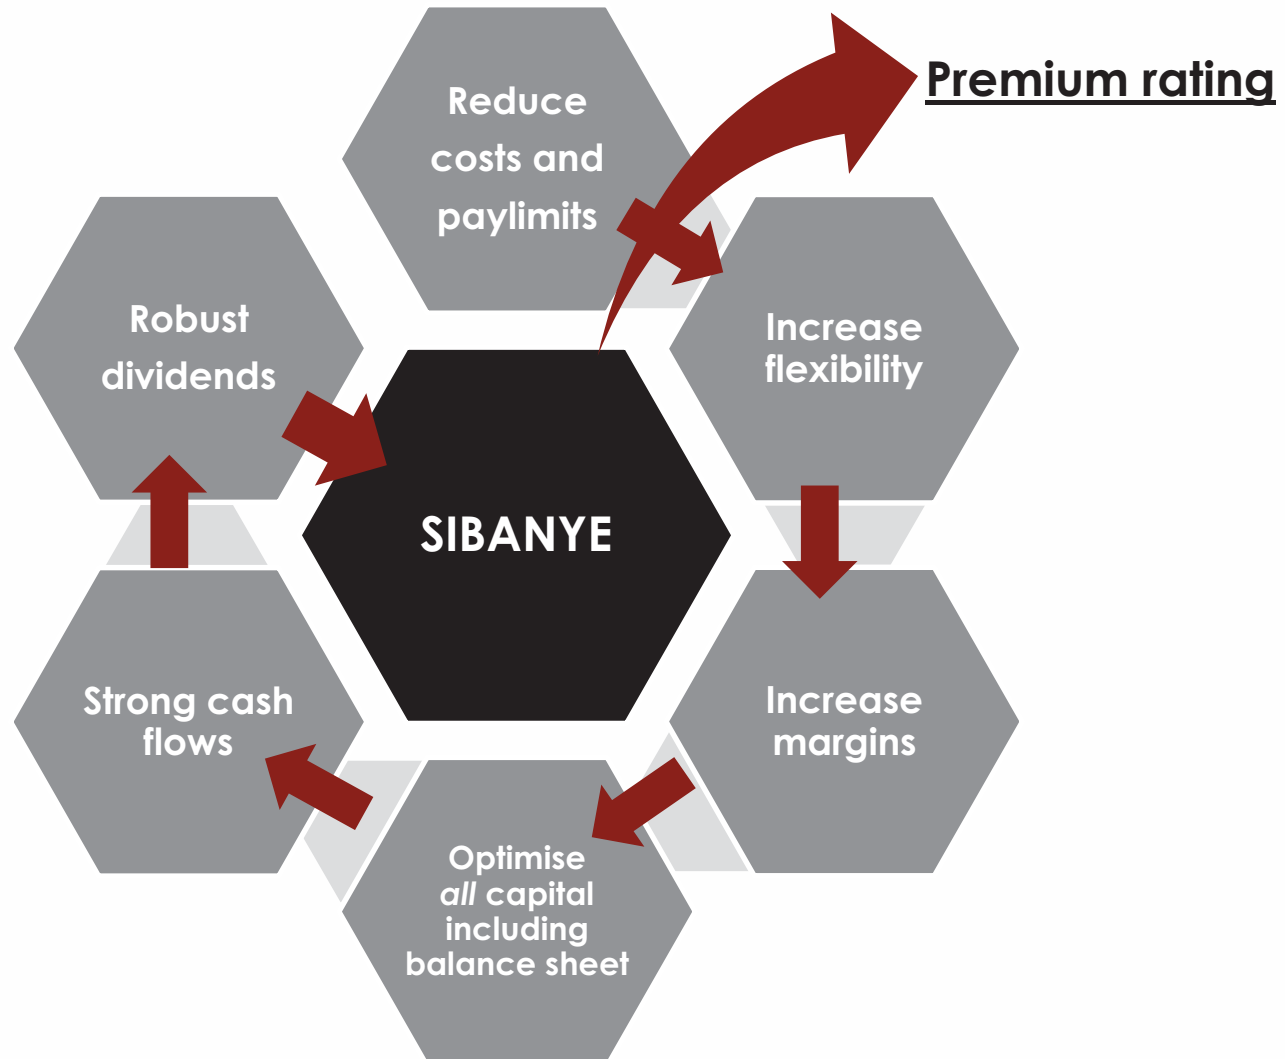 Premium rating
Reduce
costs and
paylimits
Increase
flexibility
Increase
margins
Optimise
all capital
including
balance sheet
Strong cash
flows
Robust
dividends
SIBANYE